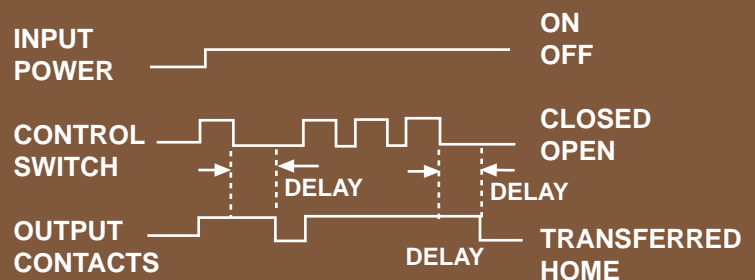 INPUT
POWER
ON
OFF
CONTROL
SWITCH
CLOSED
OPEN
DELAY
DELAY
OUTPUT
CONTACTS
DELAY
TRANSFERRED
HOME